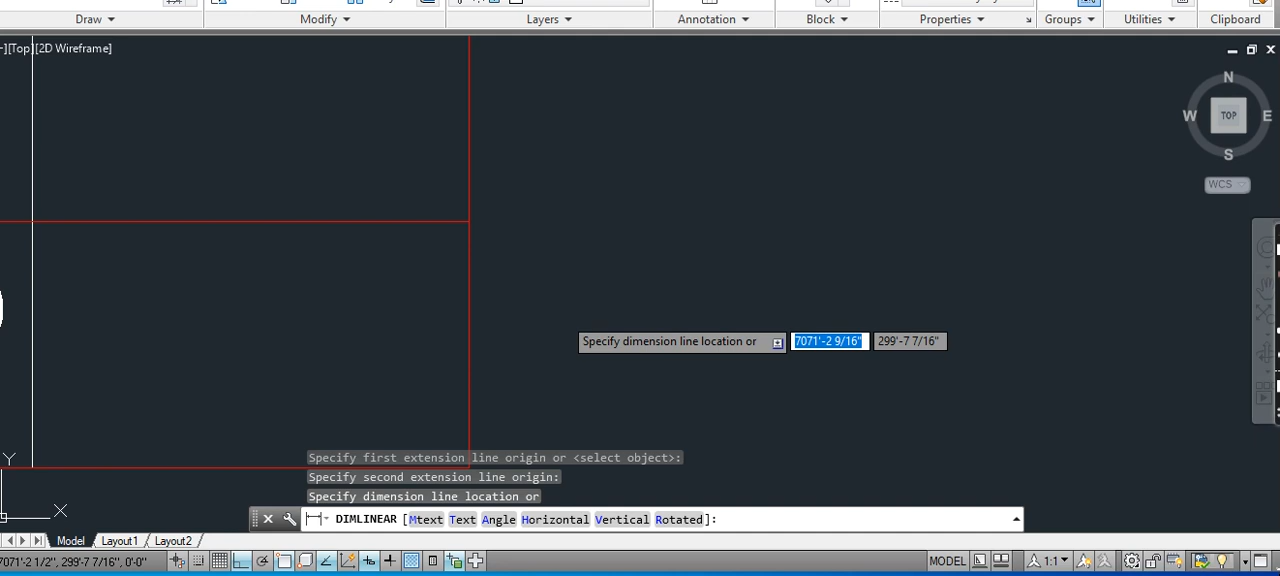 Draw Modify Layers Annotation Block Properties Groups Utilities Clipboard
-][Top][2D Wireframe]
N
W TOP E
S
WCS
Specify dimension line location or 7071'-2 9/16" 299'-7 7/16"
Y
Specify first extension line origin or <select object>:
Specify second extension line origin:
Specify dimension line location or
X
DIMLINEAR [Mtext Text Angle Horizontal Vertical Rotated]:
Model Layout1 Layout2
7071'-2 1/2", 299'-7 7/16", 0'-0" MODEL 1:1